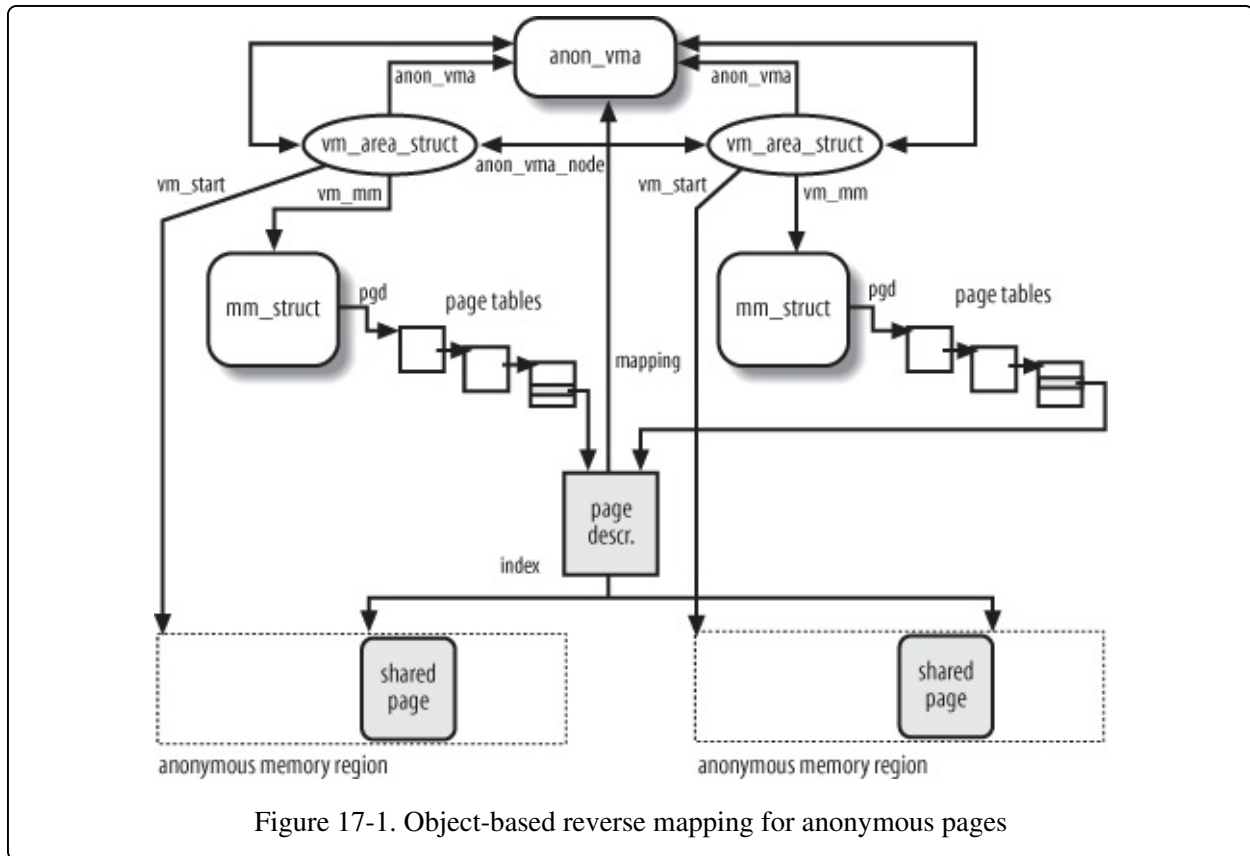 anon_vma
anon_vma
anon_vma
vm_area_struct
vm_area_struct
anon_vma_node
vm_start
vm_mm
vm_start
vm_mm
mm_struct
pgd
page tables
mm_struct
pgd
page tables
mapping
page
descr.
index
shared
page
shared
page
anonymous memory region
anonymous memory region
Figure 17-1. Object-based reverse mapping for anonymous pages